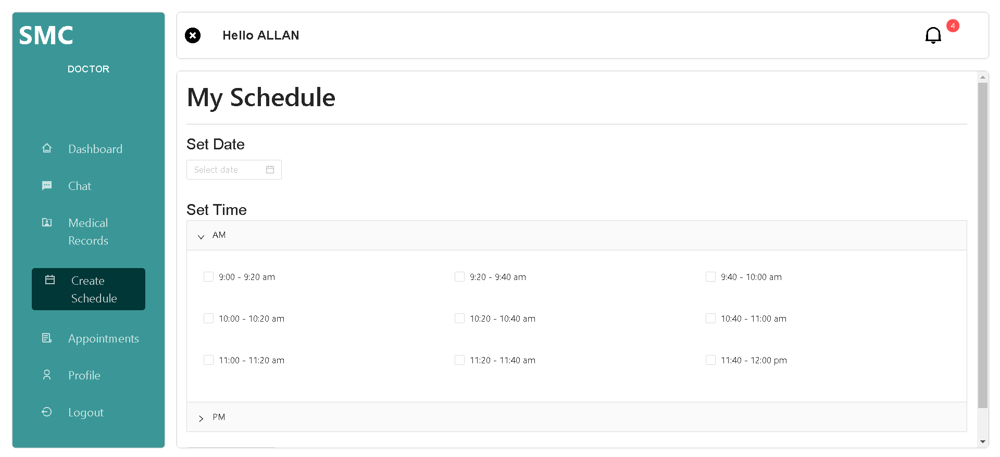 SMC
DOCTOR
Dashboard
Chat
Medical
Records
Create
Schedule
Appointments
Profile
Logout
Hello ALLAN
4
My Schedule
Set Date
Select date
Set Time
AM
9:00 - 9:20 am
9:20 - 9:40 am
9:40 - 10:00 am
10:00 - 10:20 am
10:20 - 10:40 am
10:40 - 11:00 am
11:00 - 11:20 am
11:20 - 11:40 am
11:40 - 12:00 pm
PM